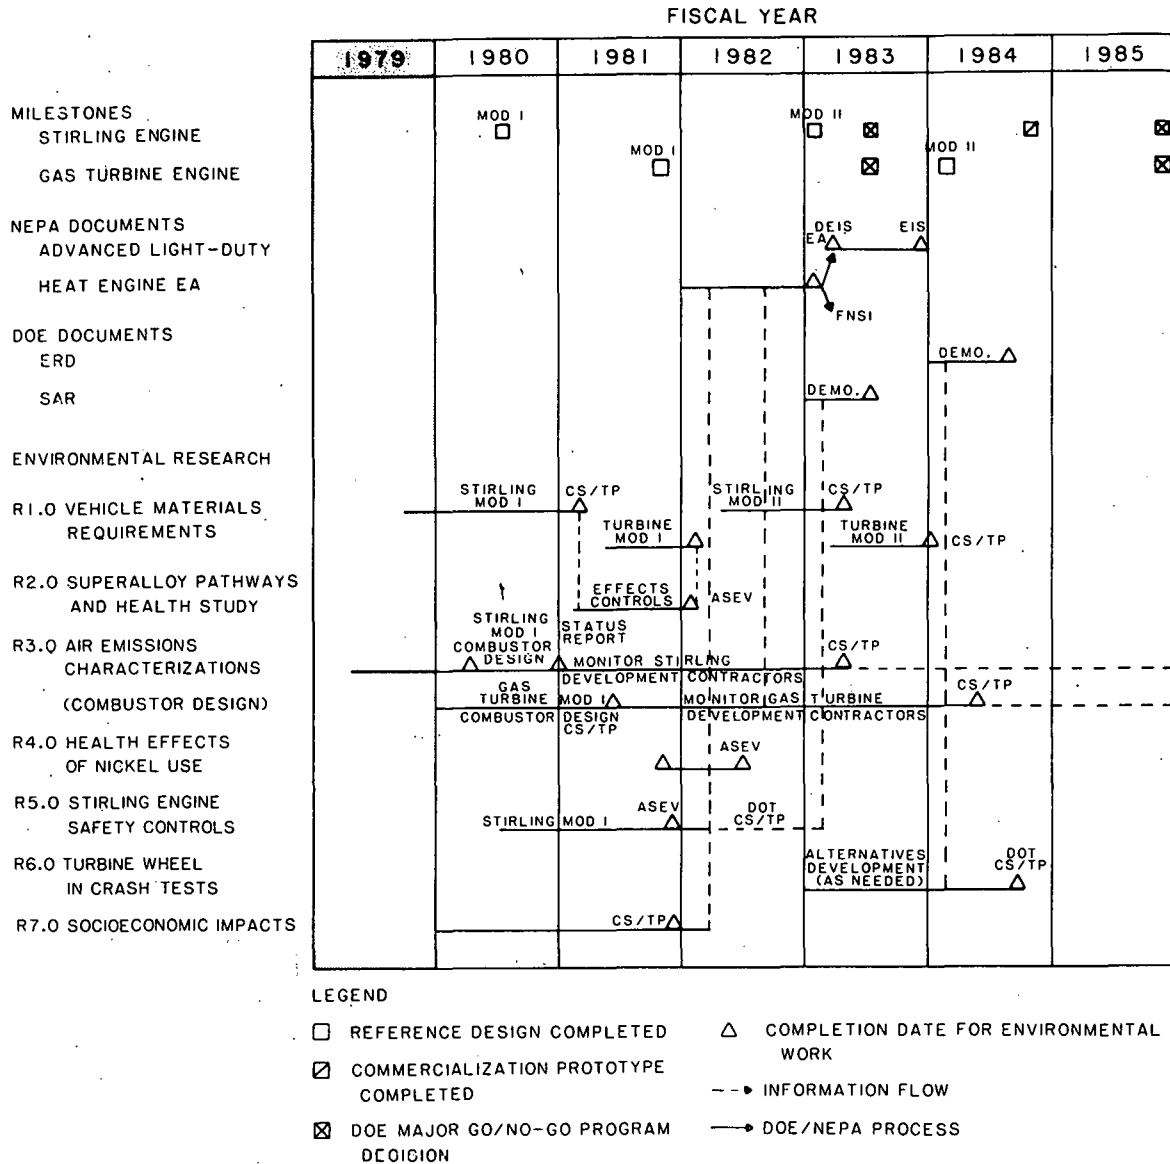 FISCAL YEAR
1979 1980 1981 1982 1983 1984 1985
MILESTONES
MOD I
MOD II
STIRLING ENGINE
MOD I
MOD II
GAS TURBINE ENGINE
NEPA DOCUMENTS
DEIS
EIS
EA
ADVANCED LIGHT-DUTY
HEAT ENGINE EA
FNSI
DOE DOCUMENTS
ERD
DEMO.
SAR
DEMO.
ENVIRONMENTAL RESEARCH
R1.0 VEHICLE MATERIALS
REQUIREMENTS
STIRLING
MOD I
CS/TP
STIRLING
MOD II
CS/TP
TURBINE
MOD I
TURBINE
MOD II
CS/TP
R2.0 SUPERALLOY PATHWAYS
AND HEALTH STUDY
EFFECTS
CONTROLS
ASEV
R3.0 AIR EMISSIONS
CHARACTERIZATIONS
STIRLING
MOD I
COMBUSTOR
DESIGN
STATUS
REPORT
MONITOR STIRLING
DEVELOPMENT CONTRACTORS
CS/TP
(COMBUSTOR DESIGN)
GAS
TURBINE MOD I
COMBUSTOR DESIGN
CS/TP
MONITOR GAS TURBINE
DEVELOPMENT CONTRACTORS
CS/TP
R4.0 HEALTH EFFECTS
OF NICKEL USE
ASEV
R5.0 STIRLING ENGINE
SAFETY CONTROLS
STIRLING MOD I
ASEV
DOT
CS/TP
R6.0 TURBINE WHEEL
IN CRASH TESTS
ALTERNATIVES
DEVELOPMENT
(AS NEEDED)
DOT
CS/TP
R7.0 SOCIOECONOMIC IMPACTS
CS/TP
LEGEND
REFERENCE DESIGN COMPLETED
COMMERCIALIZATION PROTOTYPE
COMPLETED
DOE MAJOR GO/NO-GO PROGRAM
DECICION
COMPLETION DATE FOR ENVIRONMENTAL
WORK
INFORMATION FLOW
DOE/NEPA PROCESS